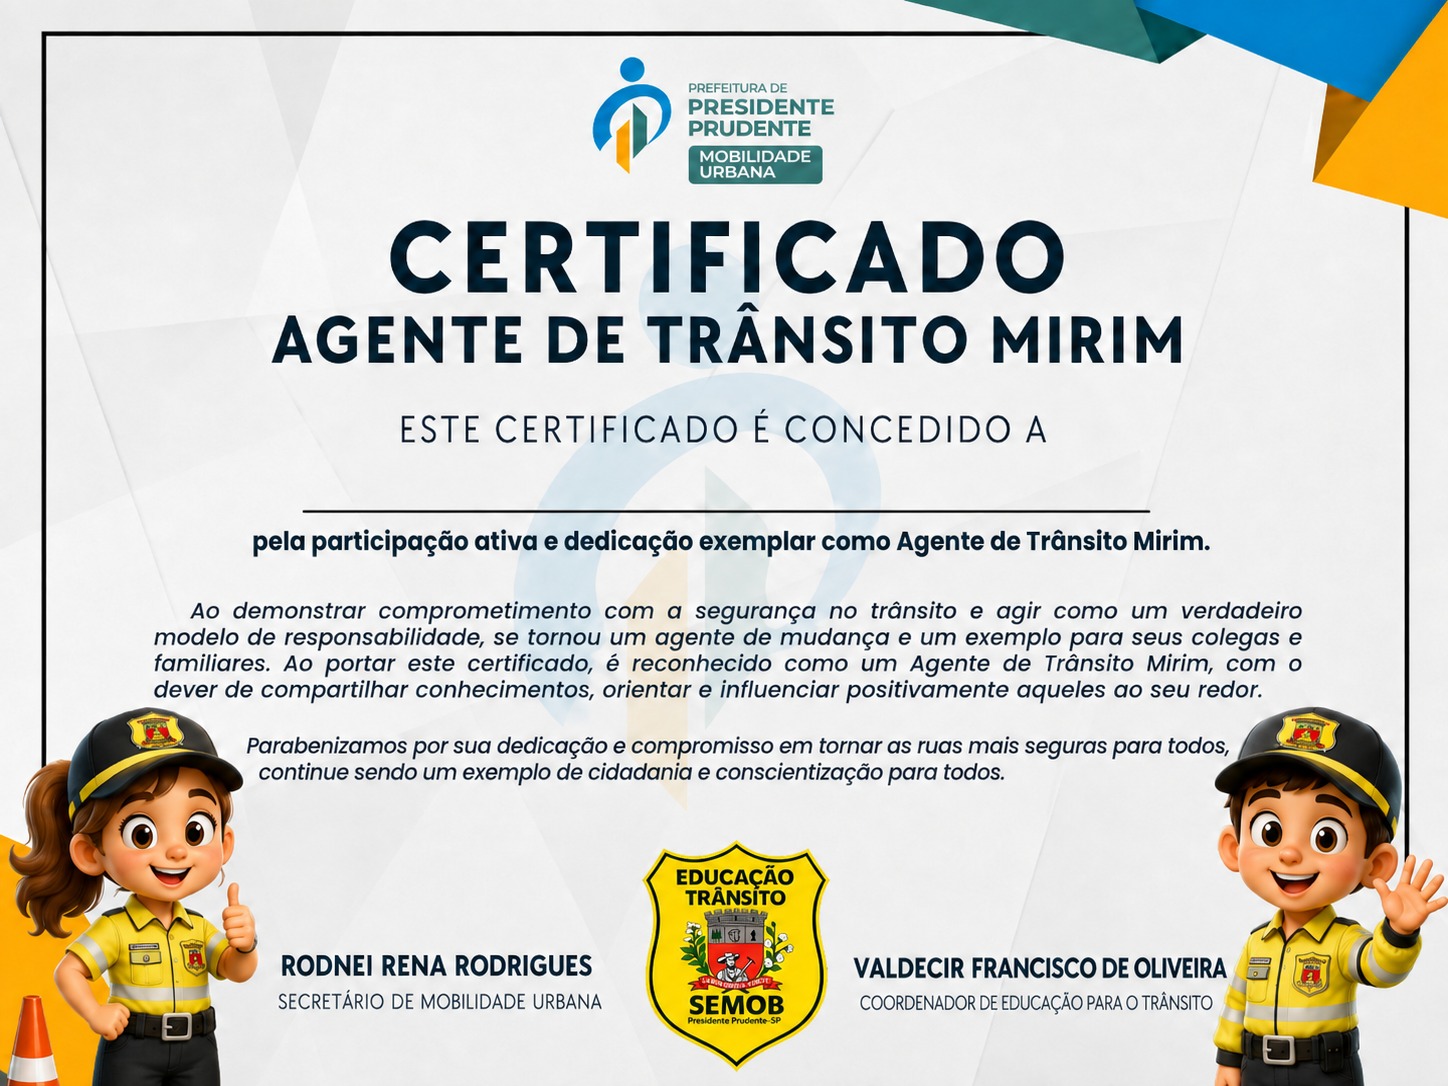 PREFEITURA DE
PRESIDENTE
PRUDENTE
MOBILIDADE
URBANA
CERTIFICADO
AGENTE DE TRÂNSITO MIRIM
ESTE CERTIFICADO É CONCEDIDO A
pela participação ativa e dedicação exemplar como Agente de Trânsito Mirim.
Ao demonstrar comprometimento com a segurança no trânsito e agir como um verdadeiro
modelo de responsabilidade, se tornou um agente de mudança e um exemplo para seus colegas e
familiares. Ao portar este certificado, é reconhecido como um Agente de Trânsito Mirim, com o
dever de compartilhar conhecimentos, orientar e influenciar positivamente aqueles ao seu redor.
Parabenizamos por sua dedicação e compromisso em tornar as ruas mais seguras para todos,
continue sendo um exemplo de cidadania e conscientização para todos.
EDUCAÇÃO
TRÂNSITO
SEMOB
Presidente Prudente-SP
RODNEI RENA RODRIGUES
SECRETÁRIO DE MOBILIDADE URBANA
VALDECIR FRANCISCO DE OLIVEIRA
COORDENADOR DE EDUCAÇÃO PARA O TRÂNSITO